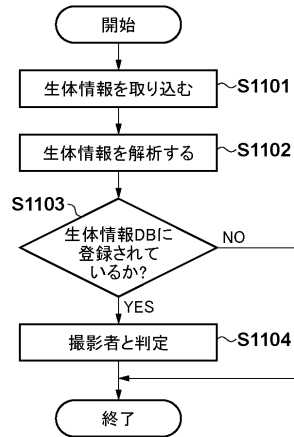 開始
生体情報を取り込む
S1101
生体情報を解析する
S1102
S1103
生体情報DBに
登録されて
いるか?
NO
YES
撮影者と判定
S1104
終了